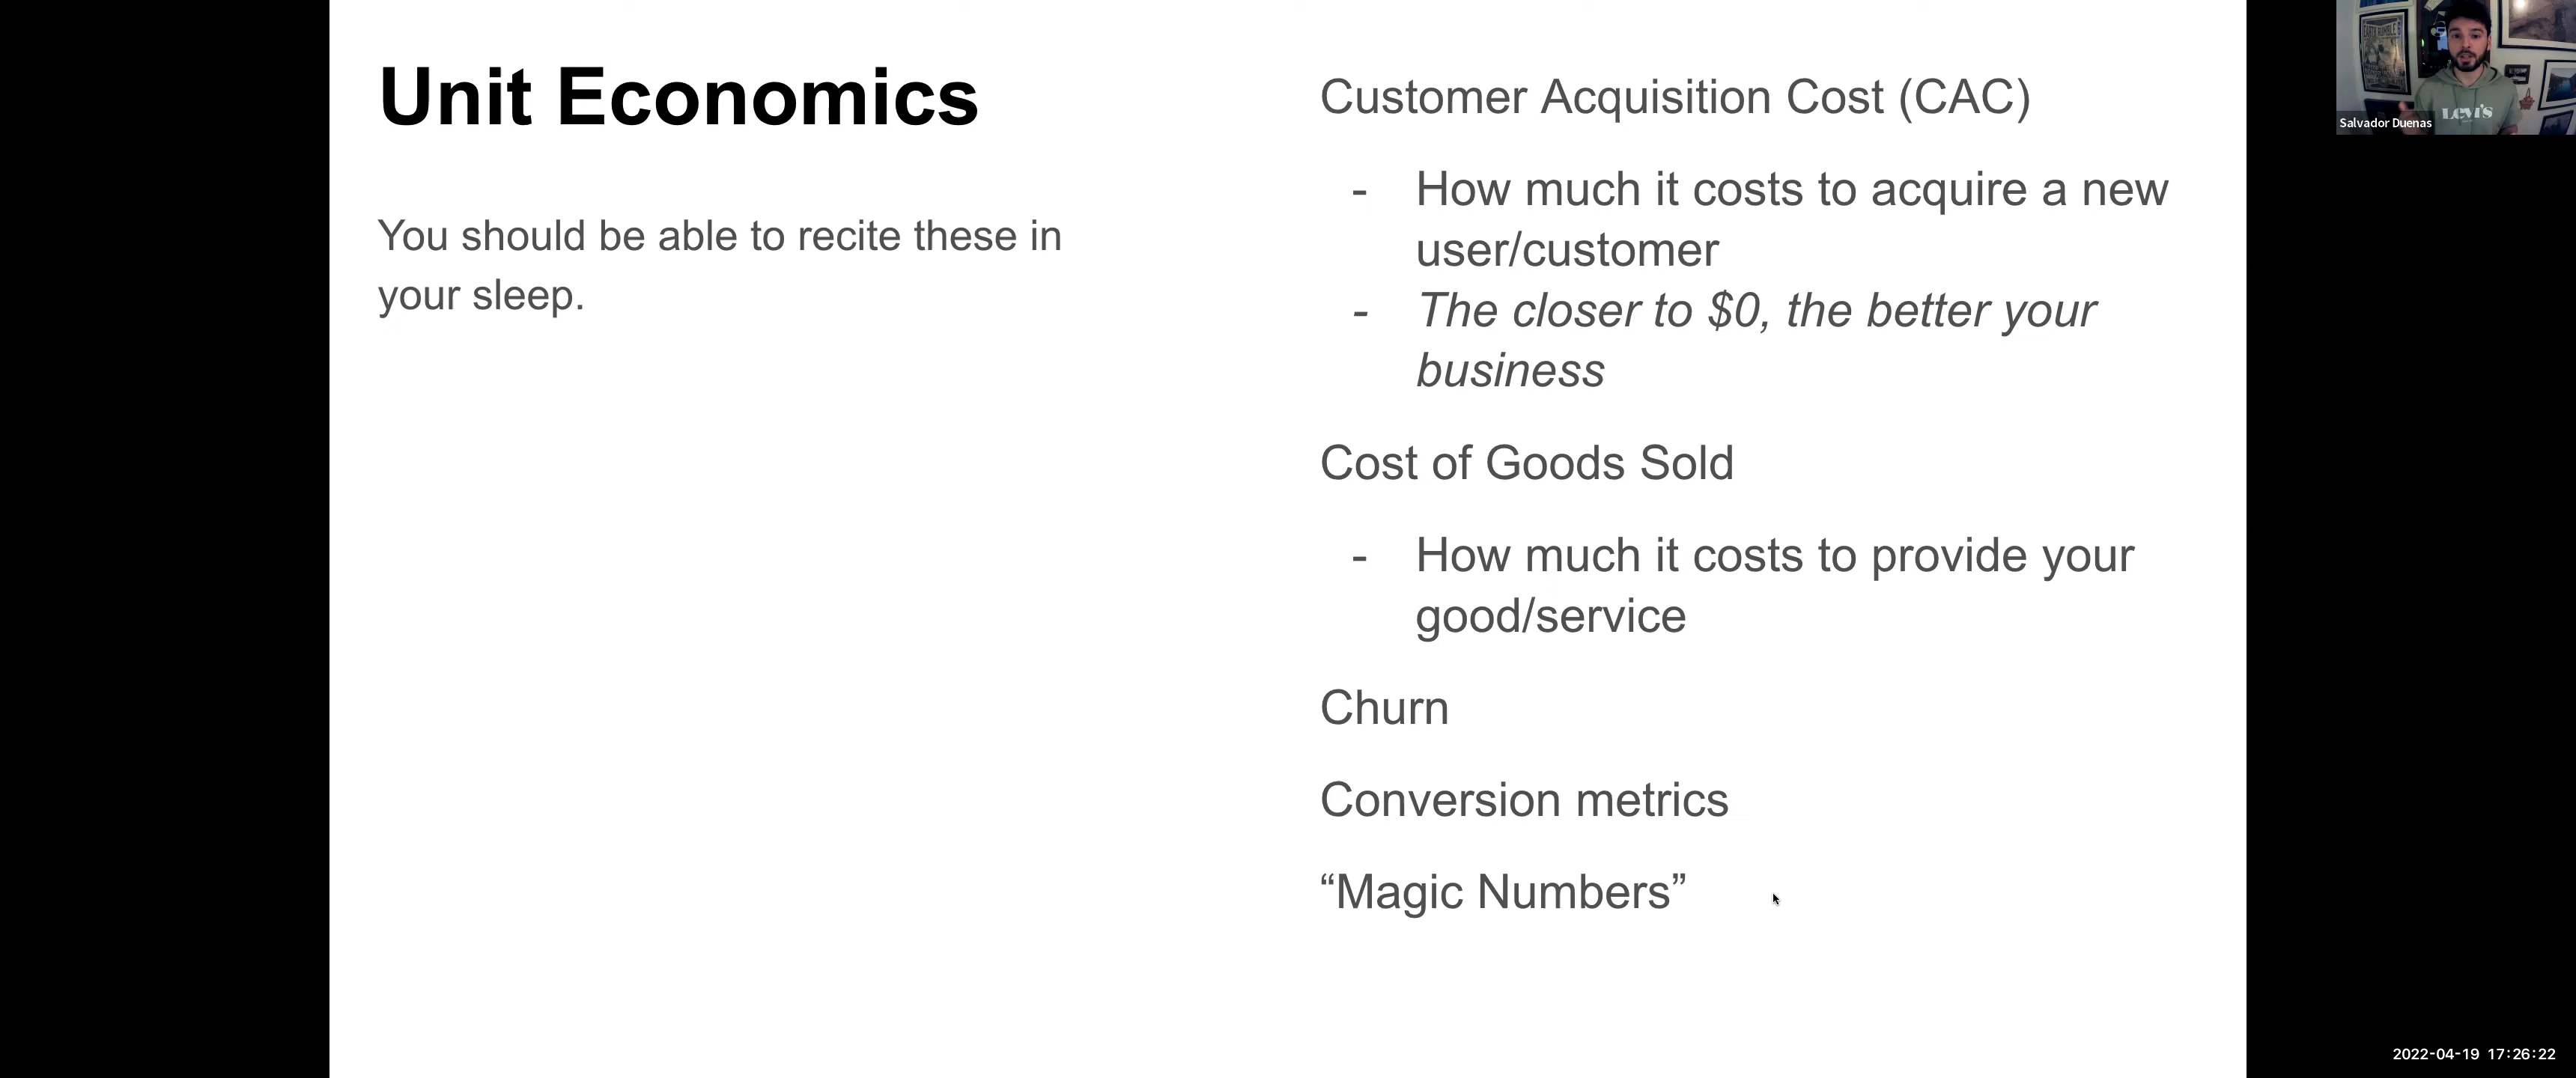 Unit Economics
You should be able to recite these in
your sleep.
Customer Acquisition Cost (CAC)
- How much it costs to acquire a new
user/customer
- The closer to $0, the better your
business
Cost of Goods Sold
- How much it costs to provide your
good/service
Churn
Conversion metrics
“Magic Numbers”
Levi's
Salvador Duenas
2022-04-19 17:26:22